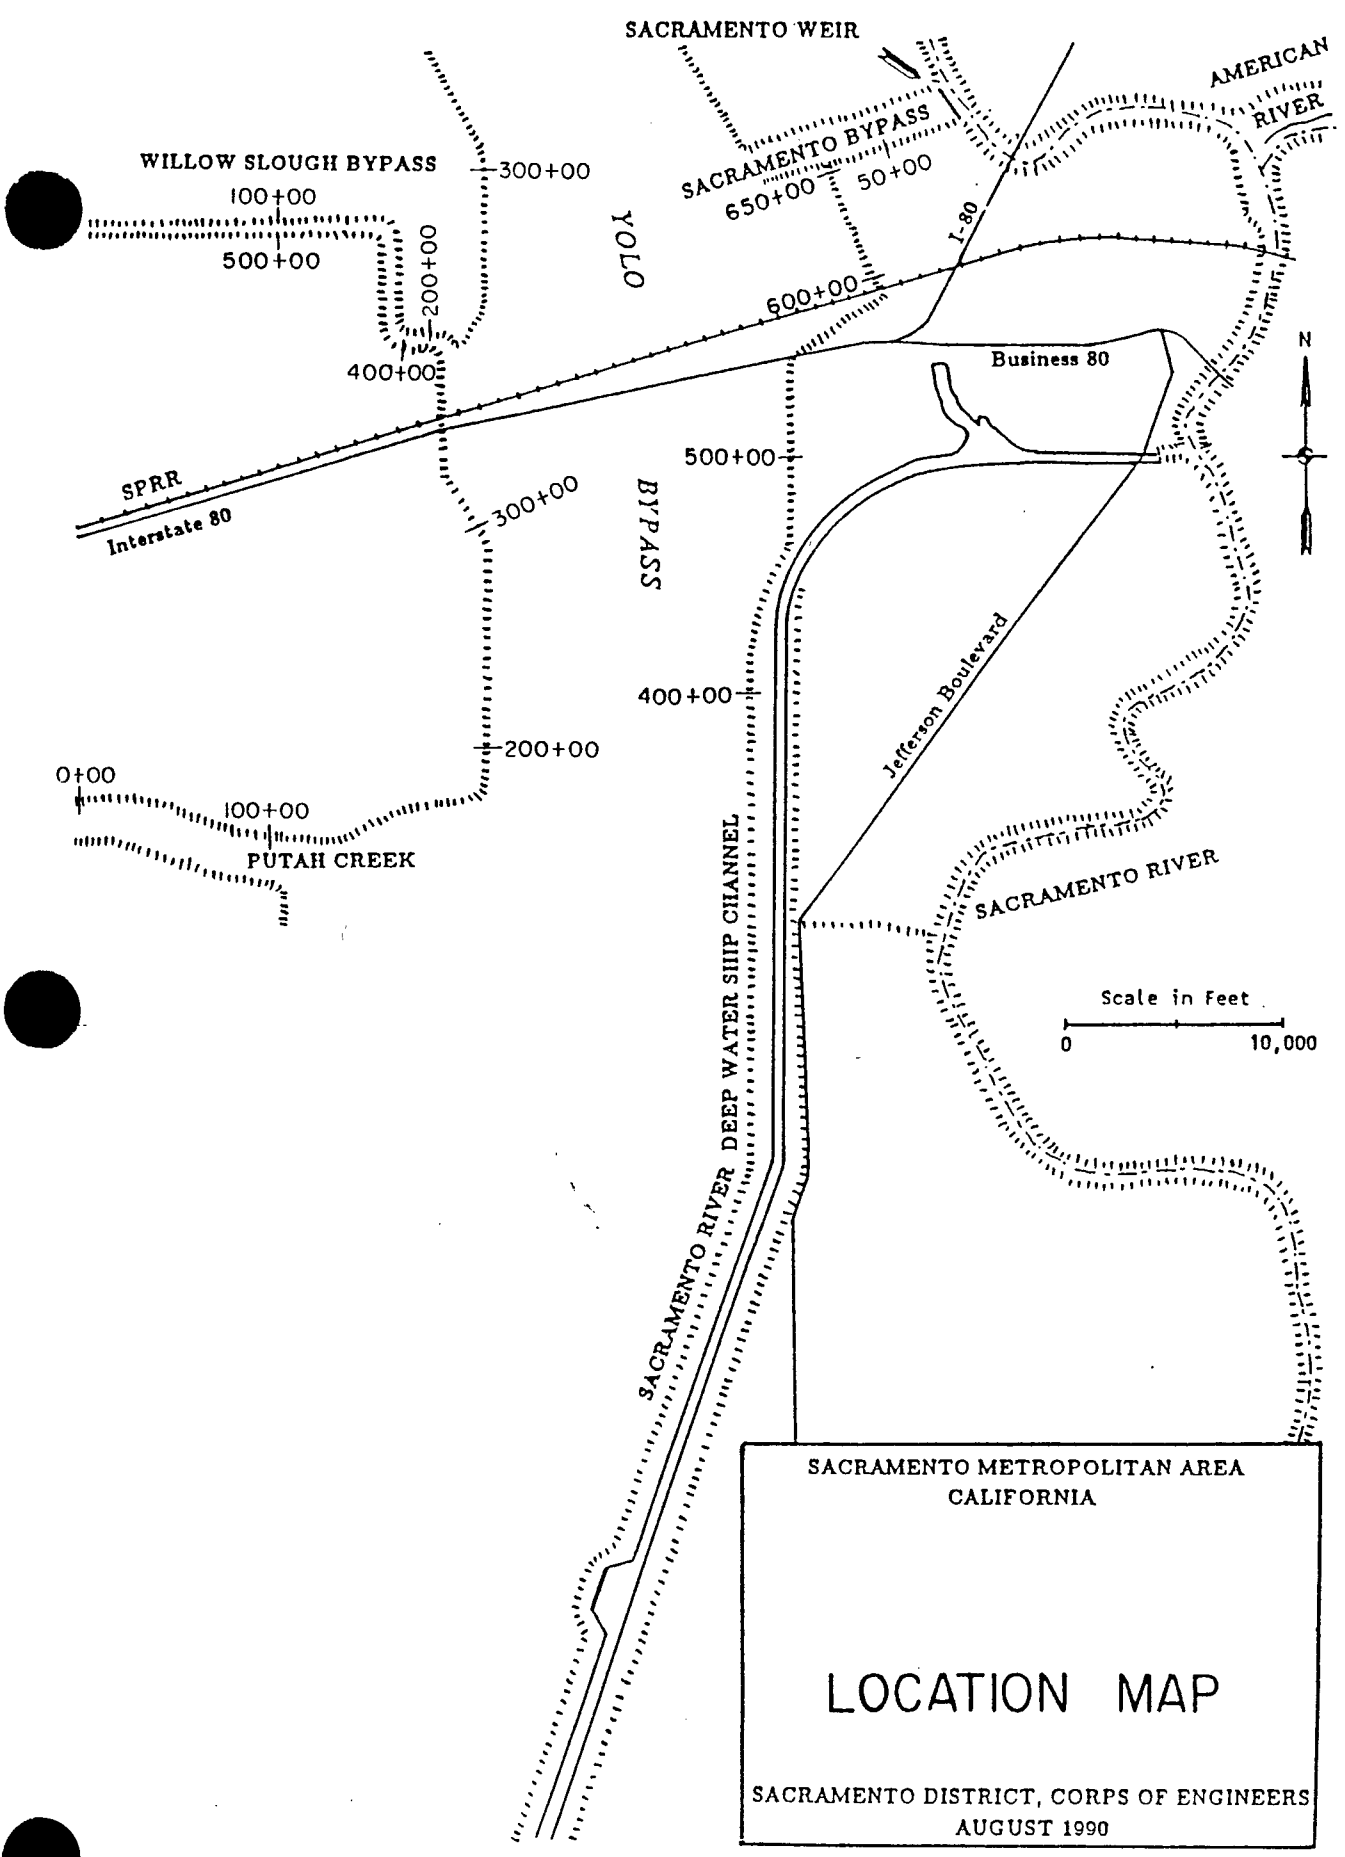 SACRAMENTO WEIR
AMERICAN
RIVER
SACRAMENTO BYPASS
WILLOW SLOUGH BYPASS
100+00
500+00
200+00
400+00
300+00
YOLO
650+00
50+00
I-80
600+00
Business 80
N
SPRR
Interstate 80
300+00
BYPASS
500+00
400+00
Jefferson Boulevard
200+00
0+00
100+00
PUTAH CREEK
SACRAMENTO RIVER
SACRAMENTO RIVER DEEP WATER SHIP CHANNEL
Scale in Feet
0
10,000
SACRAMENTO METROPOLITAN AREA
CALIFORNIA
LOCATION MAP
SACRAMENTO DISTRICT, CORPS OF ENGINEERS
AUGUST 1990